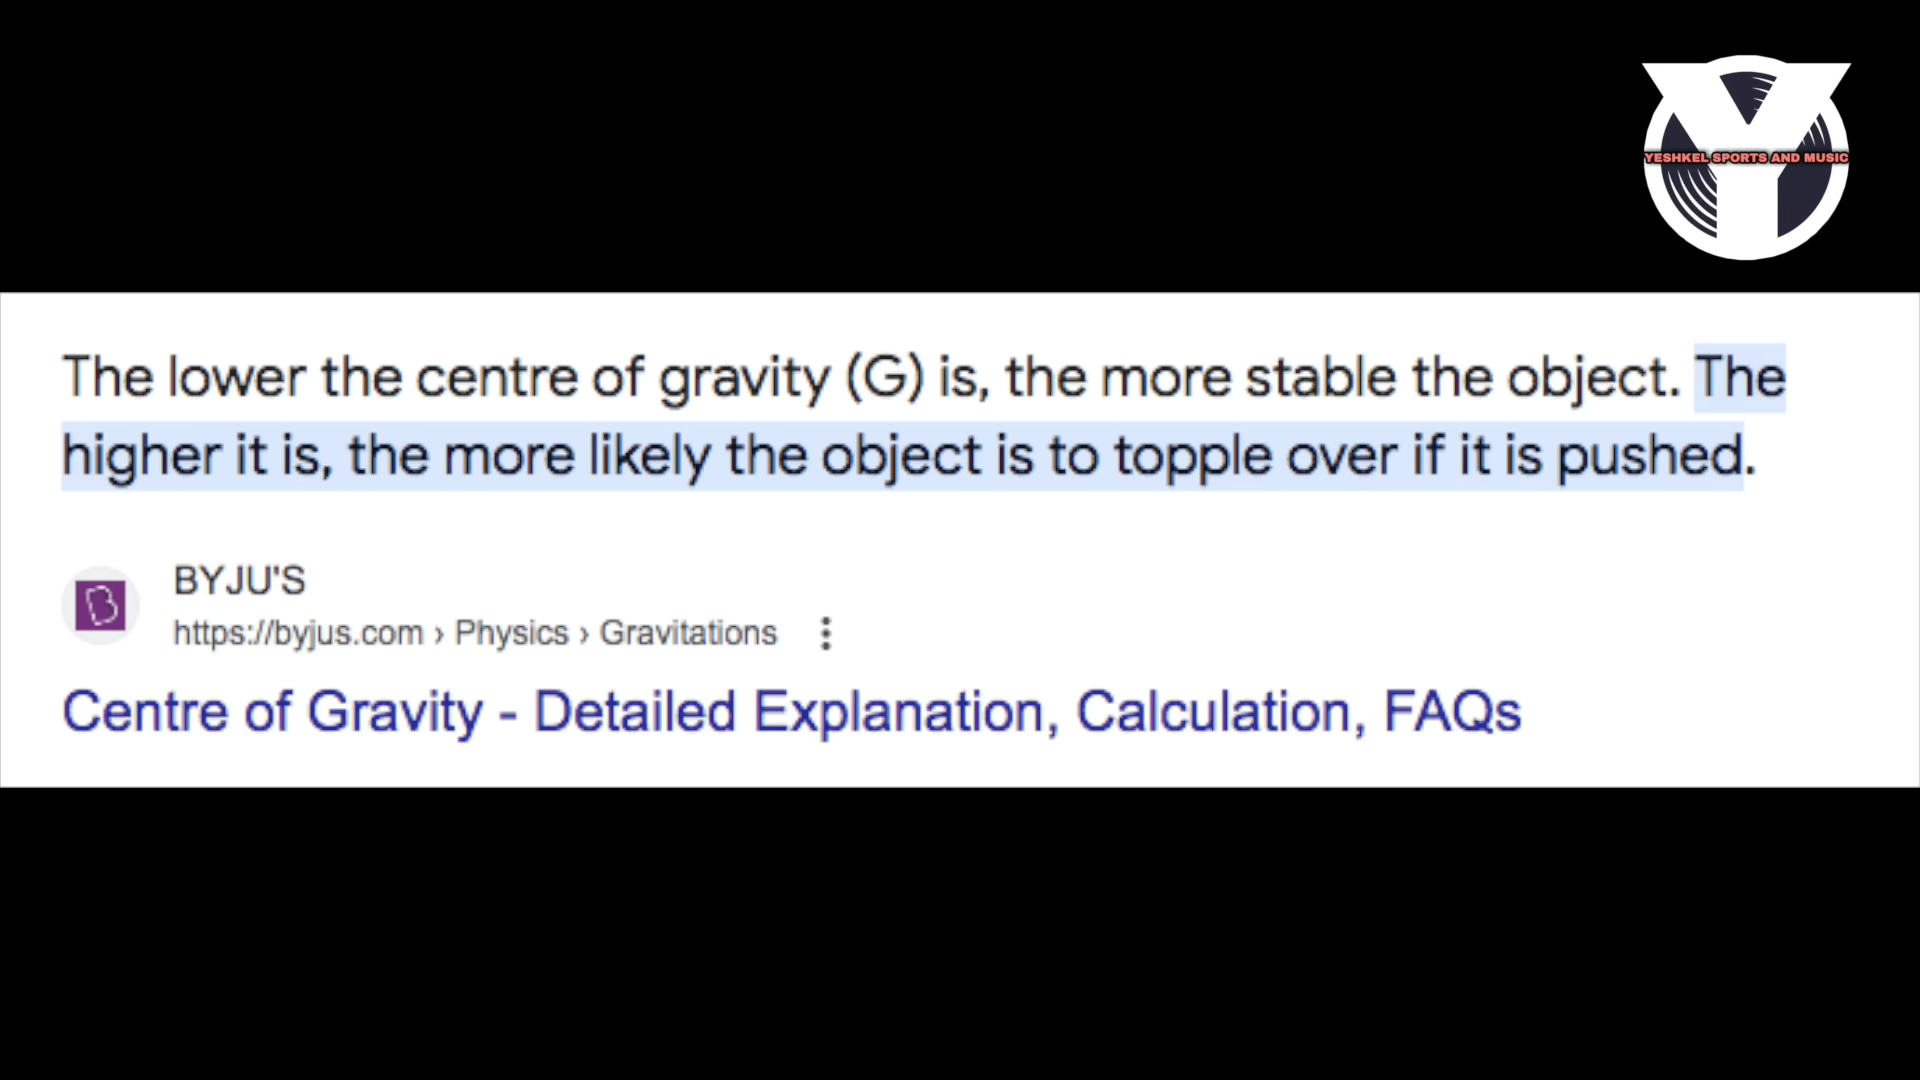 YESHKEL SPORTS AND MUSIC
The lower the centre of gravity (G) is, the more stable the object. The
higher it is, the more likely the object is to topple over if it is pushed.
BYJU'S
https://byjus.com › Physics › Gravitations
Centre of Gravity - Detailed Explanation, Calculation, FAQs